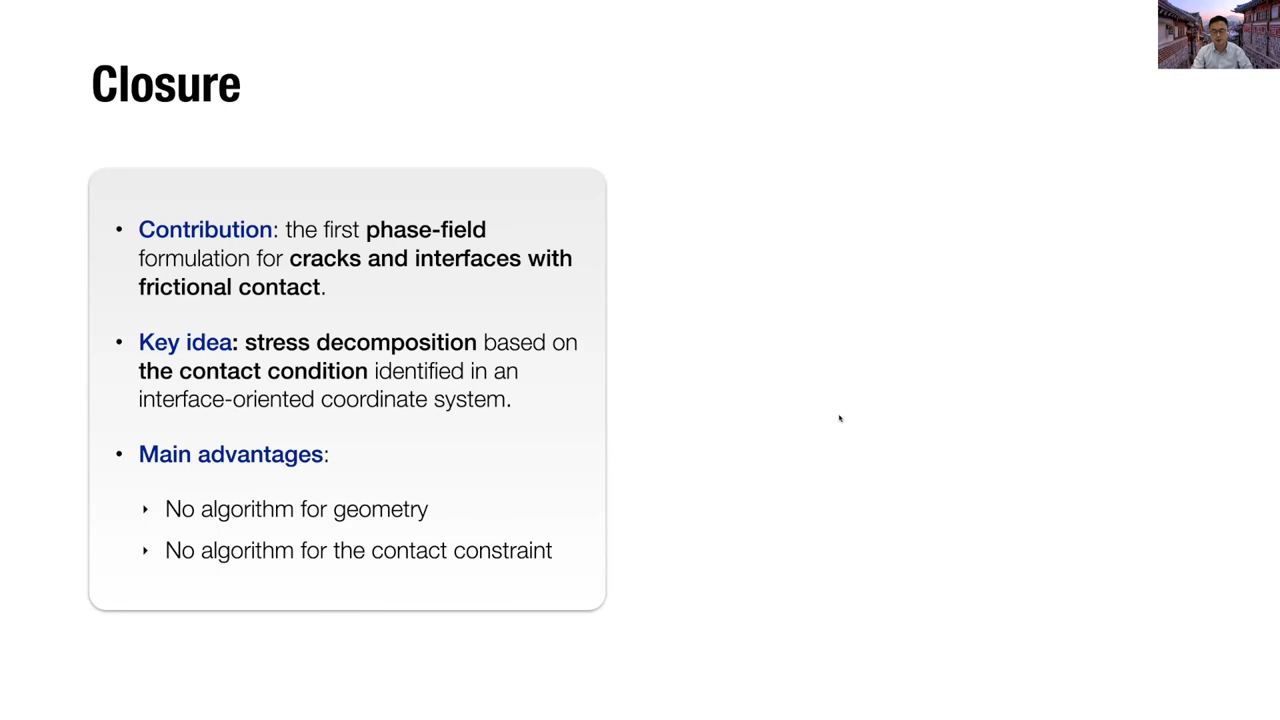 Closure
• Contribution: the first phase-field
formulation for cracks and interfaces with
frictional contact.
• Key idea: stress decomposition based on
the contact condition identified in an
interface-oriented coordinate system.
• Main advantages:
‣ No algorithm for geometry
‣ No algorithm for the contact constraint